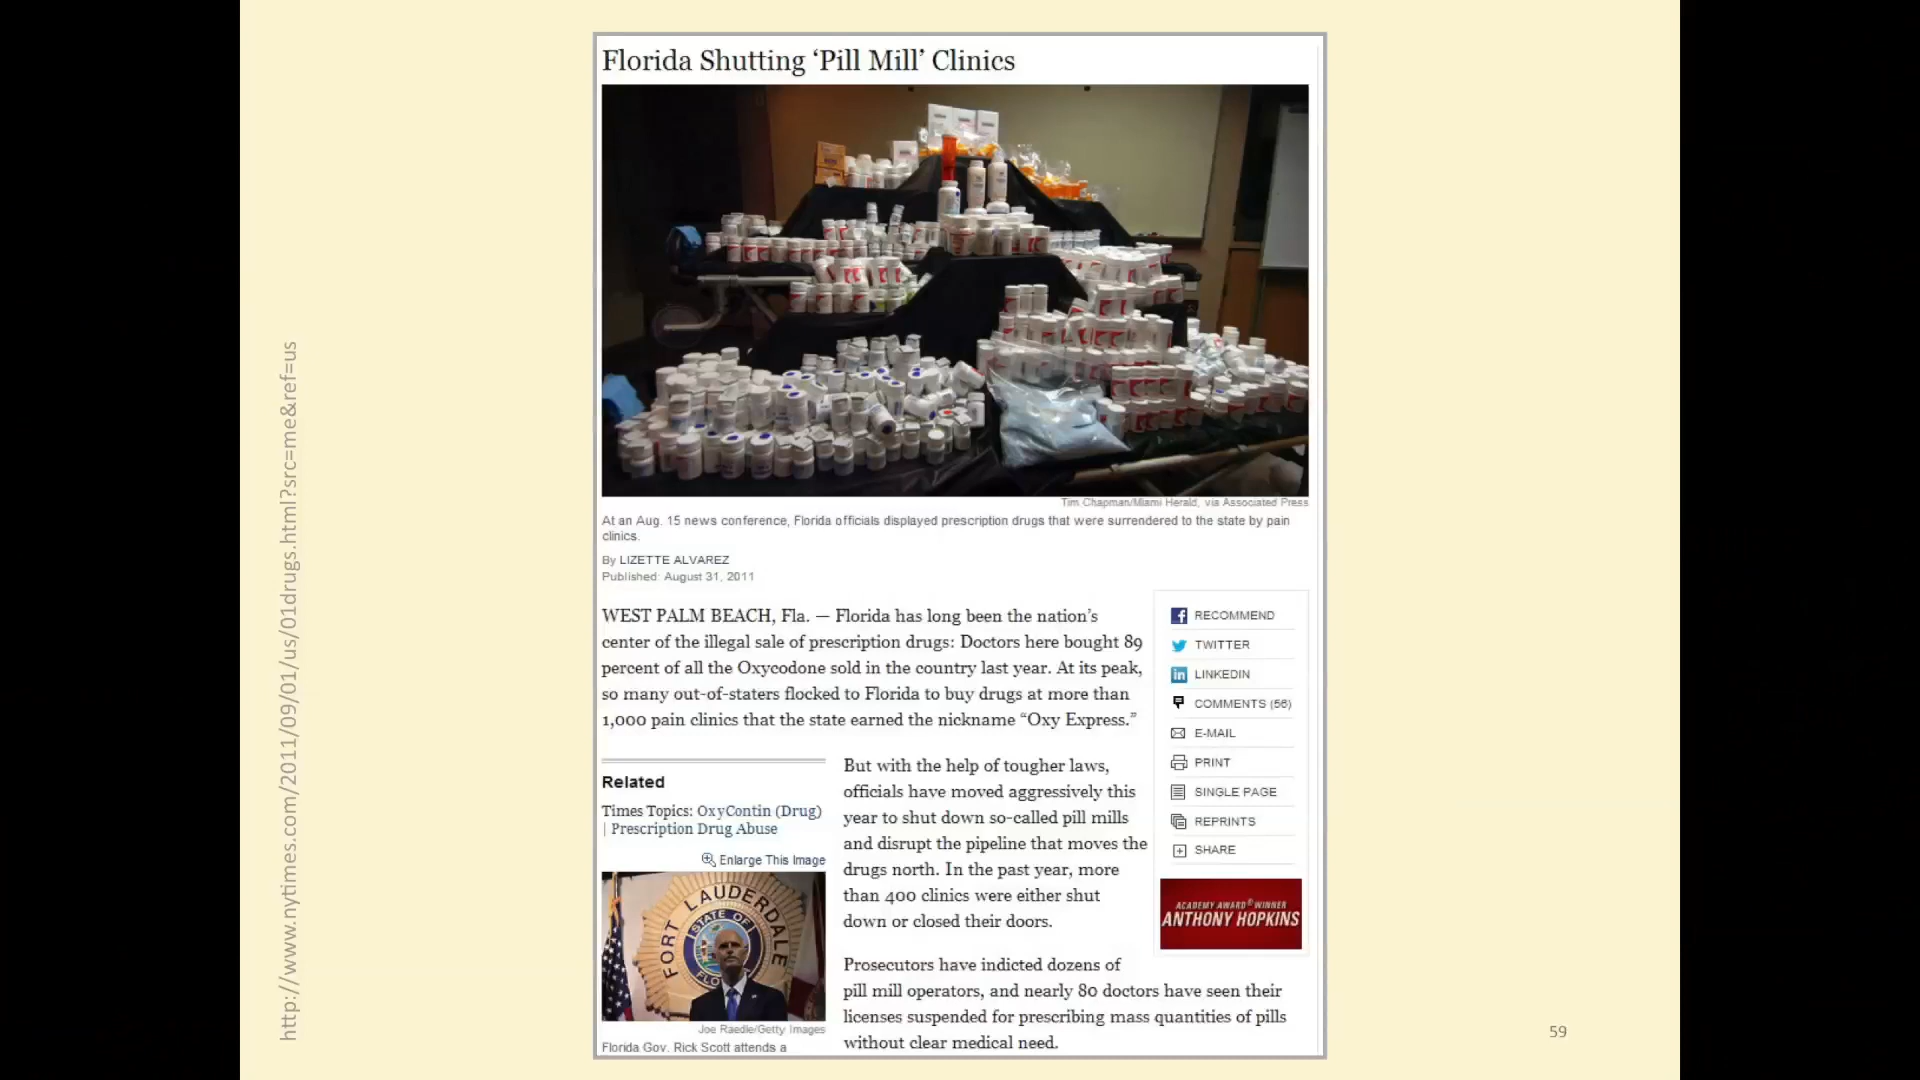 Florida Shutting ‘Pill Mill’ Clinics
Tim Chapman/Miami Herald, via Associated Press
At an Aug. 15 news conference, Florida officials displayed prescription drugs that were surrendered to the state by pain
clinics.
By LIZETTE ALVAREZ
Published: August 31, 2011
WEST PALM BEACH, Fla. — Florida has long been the nation’s
center of the illegal sale of prescription drugs: Doctors here bought 89
percent of all the Oxycodone sold in the country last year. At its peak,
so many out-of-staters flocked to Florida to buy drugs at more than
1,000 pain clinics that the state earned the nickname “Oxy Express.”
RECOMMEND
TWITTER
LINKEDIN
COMMENTS (56)
E-MAIL
PRINT
SINGLE PAGE
REPRINTS
SHARE
ACADEMY AWARD® WINNER
ANTHONY HOPKINS
Related
Times Topics: OxyContin (Drug)
| Prescription Drug Abuse
Enlarge This Image
FORT LAUDERDALE
STATE OF
FLO
Joe Raedle/Getty Images
Florida Gov. Rick Scott attends a
But with the help of tougher laws,
officials have moved aggressively this
year to shut down so-called pill mills
and disrupt the pipeline that moves the
drugs north. In the past year, more
than 400 clinics were either shut
down or closed their doors.
Prosecutors have indicted dozens of
pill mill operators, and nearly 80 doctors have seen their
licenses suspended for prescribing mass quantities of pills
without clear medical need.
http://www.nytimes.com/2011/09/01/us/01drugs.html?src=me&ref=us
59